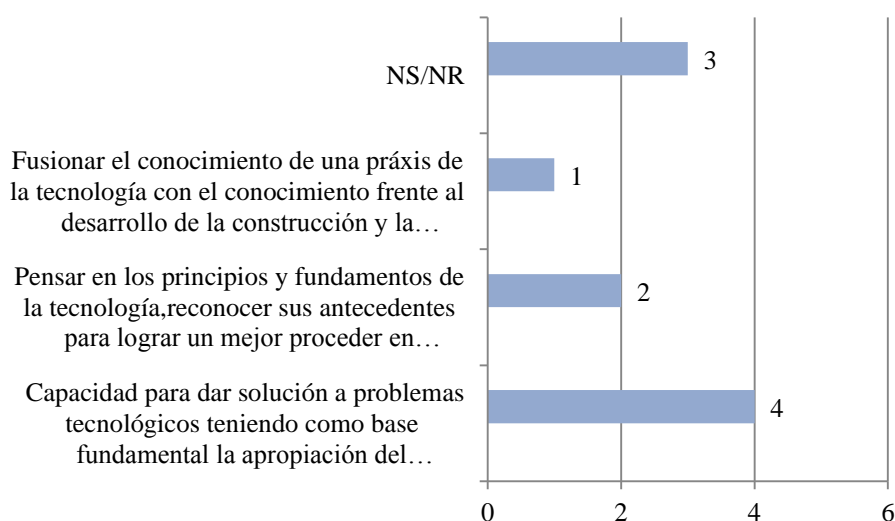 NS/NR
3
Fusionar el conocimiento de una práxis de
la tecnología con el conocimiento frente al
desarrollo de la construcción y la…
1
Pensar en los principios y fundamentos de
la tecnología,reconocer sus antecedentes
para lograr un mejor proceder en…
2
Capacidad para dar solución a problemas
tecnológicos teniendo como base
fundamental la apropiación del…
4
0 2 4 6